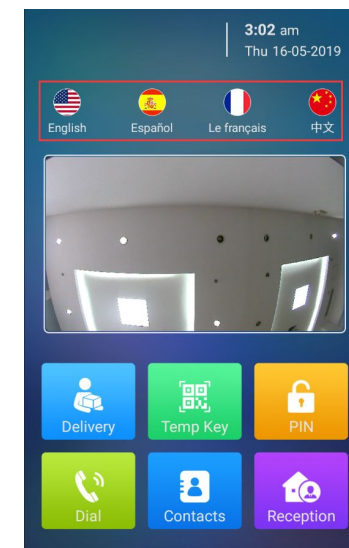 3:02 am
Thu 16-05-2019
English Español Le français 中文
Delivery Temp Key PIN
Dial Contacts Reception